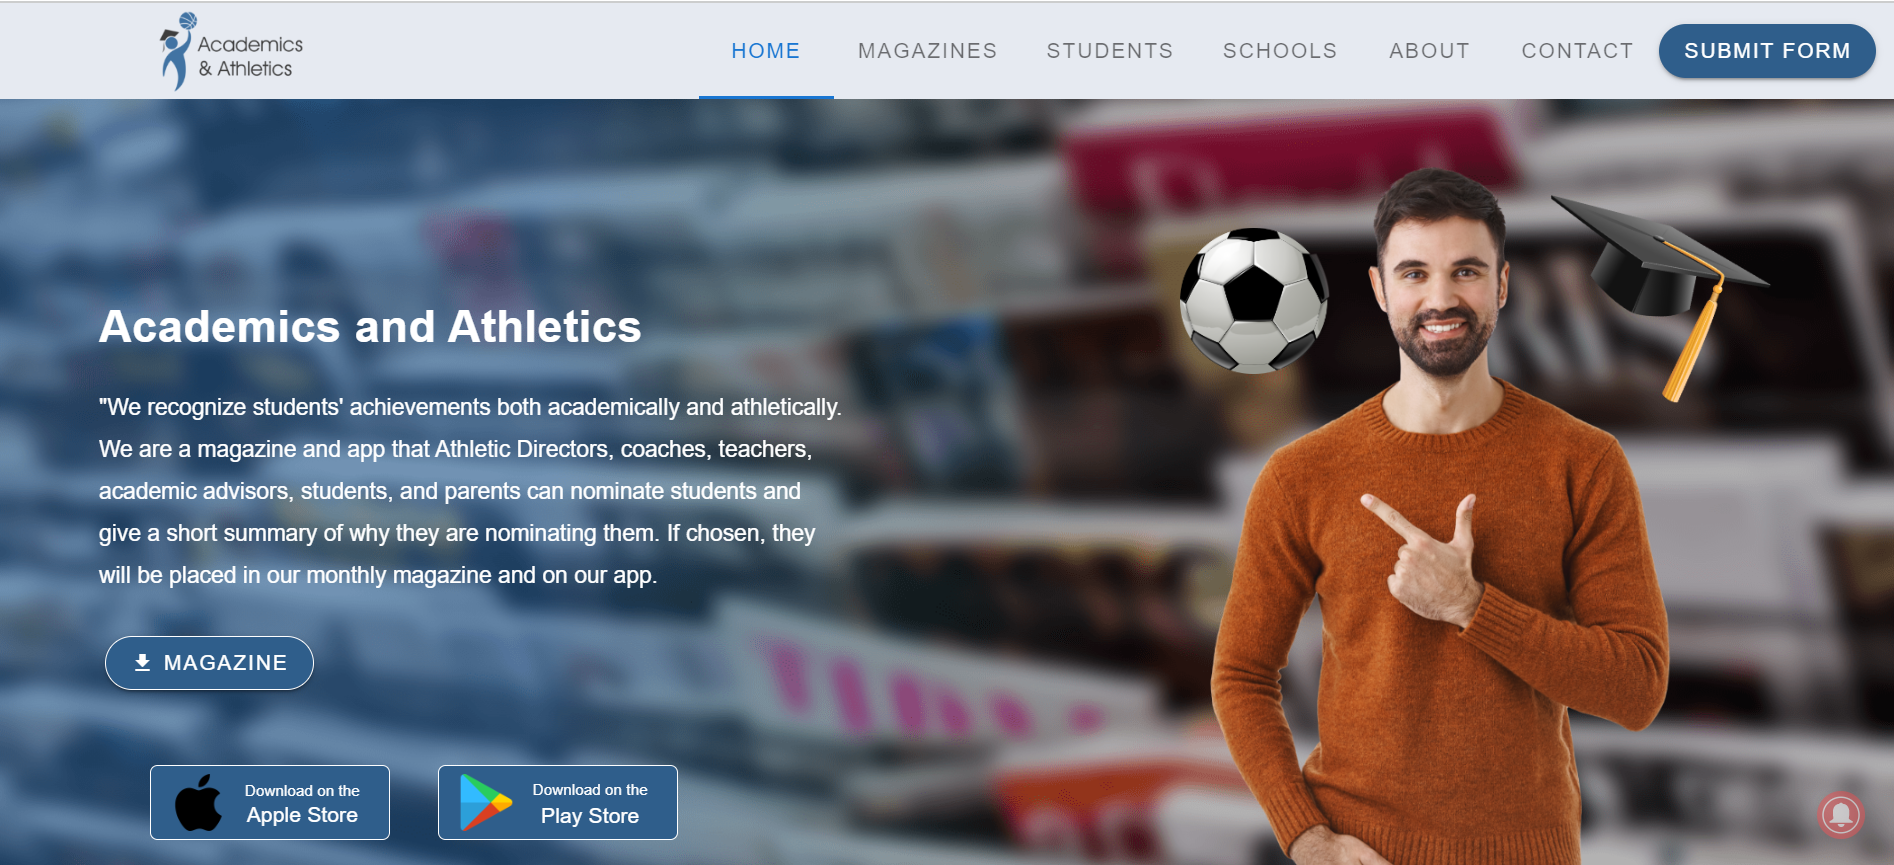 Academics
& Athletics
HOME
MAGAZINES
STUDENTS
SCHOOLS
ABOUT
CONTACT
SUBMIT FORM
Academics and Athletics
"We recognize students' achievements both academically and athletically.
We are a magazine and app that Athletic Directors, coaches, teachers,
academic advisors, students, and parents can nominate students and
give a short summary of why they are nominating them. If chosen, they
will be placed in our monthly magazine and on our app.
MAGAZINE
Download on the
Apple Store
Download on the
Play Store